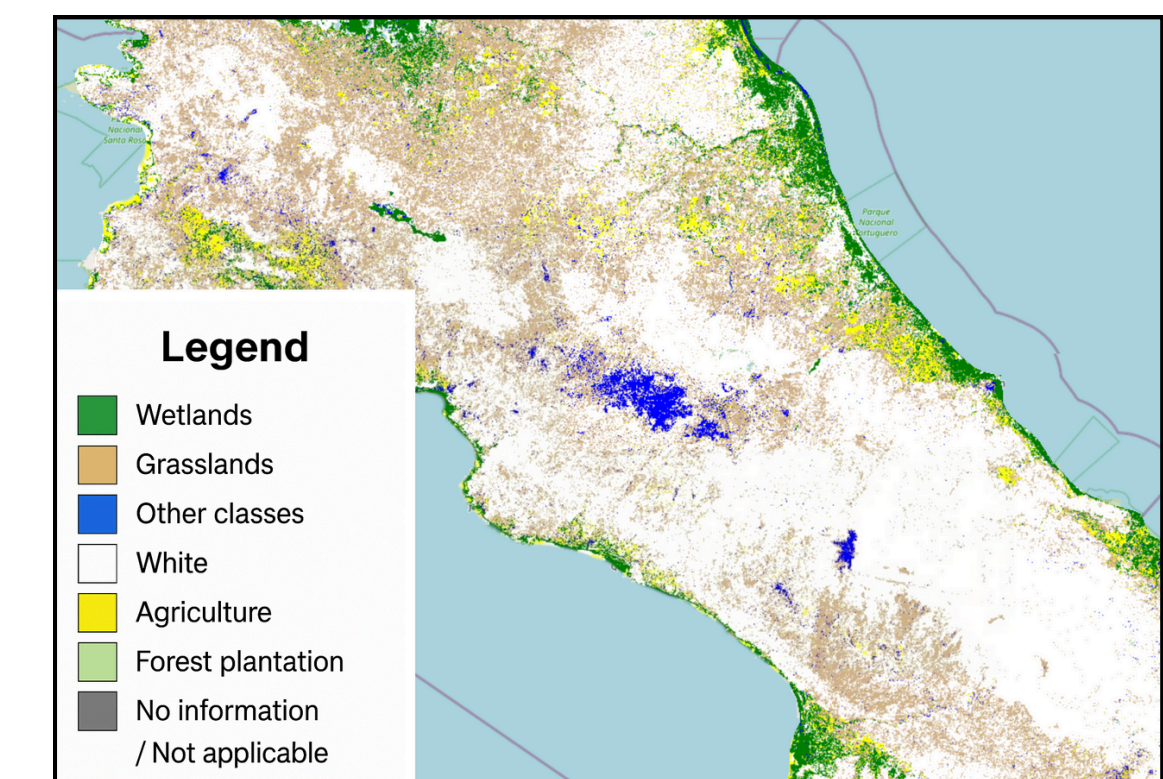 Nacional
Santa Rosa
Parque
Nacional
Tortuguero
Legend
Wetlands
Grasslands
Other classes
White
Agriculture
Forest plantation
No information
/ Not applicable